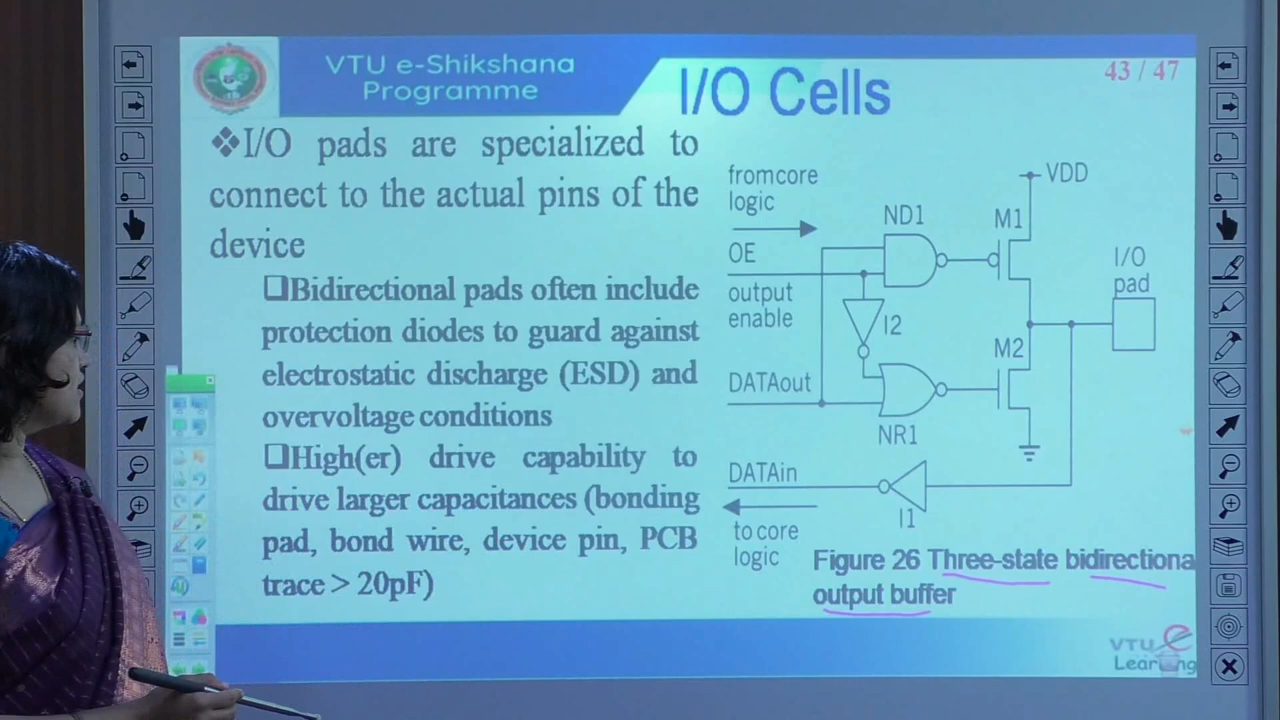 VTU e-Shikshana
Programme
I/O Cells
43 / 47
❖I/O pads are specialized to
connect to the actual pins of the
device
❑Bidirectional pads often include
protection diodes to guard against
electrostatic discharge (ESD) and
overvoltage conditions
❑High(er) drive capability to
drive larger capacitances (bonding
pad, bond wire, device pin, PCB
trace > 20pF)
from core
logic
OE
output
enable
DATAout
DATAin
to core
logic
ND1
I2
NR1
I1
M1
M2
VDD
I/O
pad
Figure 26 Three-state bidirectiona
output buffer
VTU e
Learning